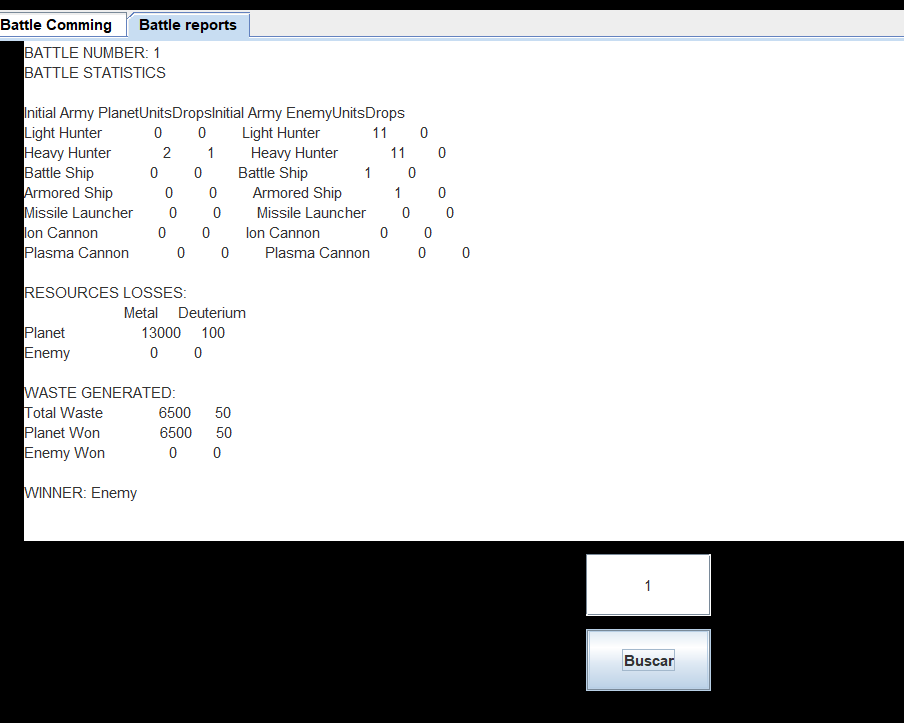 Battle Comming Battle reports
BATTLE NUMBER: 1
BATTLE STATISTICS
Initial Army PlanetUnitsDropsInitial Army EnemyUnitsDrops
Light Hunter 0 0 Light Hunter 11 0
Heavy Hunter 2 1 Heavy Hunter 11 0
Battle Ship 0 0 Battle Ship 1 0
Armored Ship 0 0 Armored Ship 1 0
Missile Launcher 0 0 Missile Launcher 0 0
Ion Cannon 0 0 Ion Cannon 0 0
Plasma Cannon 0 0 Plasma Cannon 0 0
RESOURCES LOSSES:
Metal Deuterium
Planet 13000 100
Enemy 0 0
WASTE GENERATED:
Total Waste 6500 50
Planet Won 6500 50
Enemy Won 0 0
WINNER: Enemy
1
Buscar